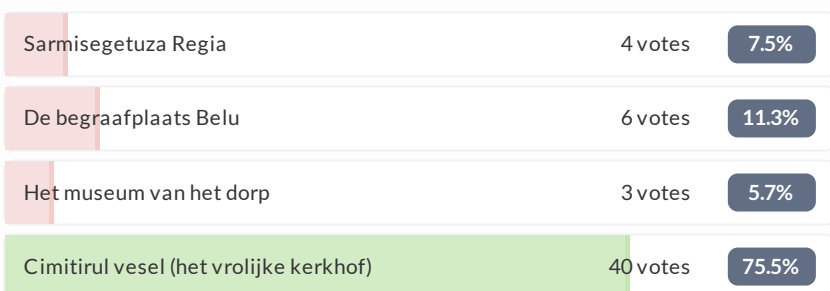 Sarmisegetuza Regia 4 votes 7.5%
De begraafplaats Belu 6 votes 11.3%
Het museum van het dorp 3 votes 5.7%
Cimitirul vesel (het vrolijke kerkhof) 40 votes 75.5%